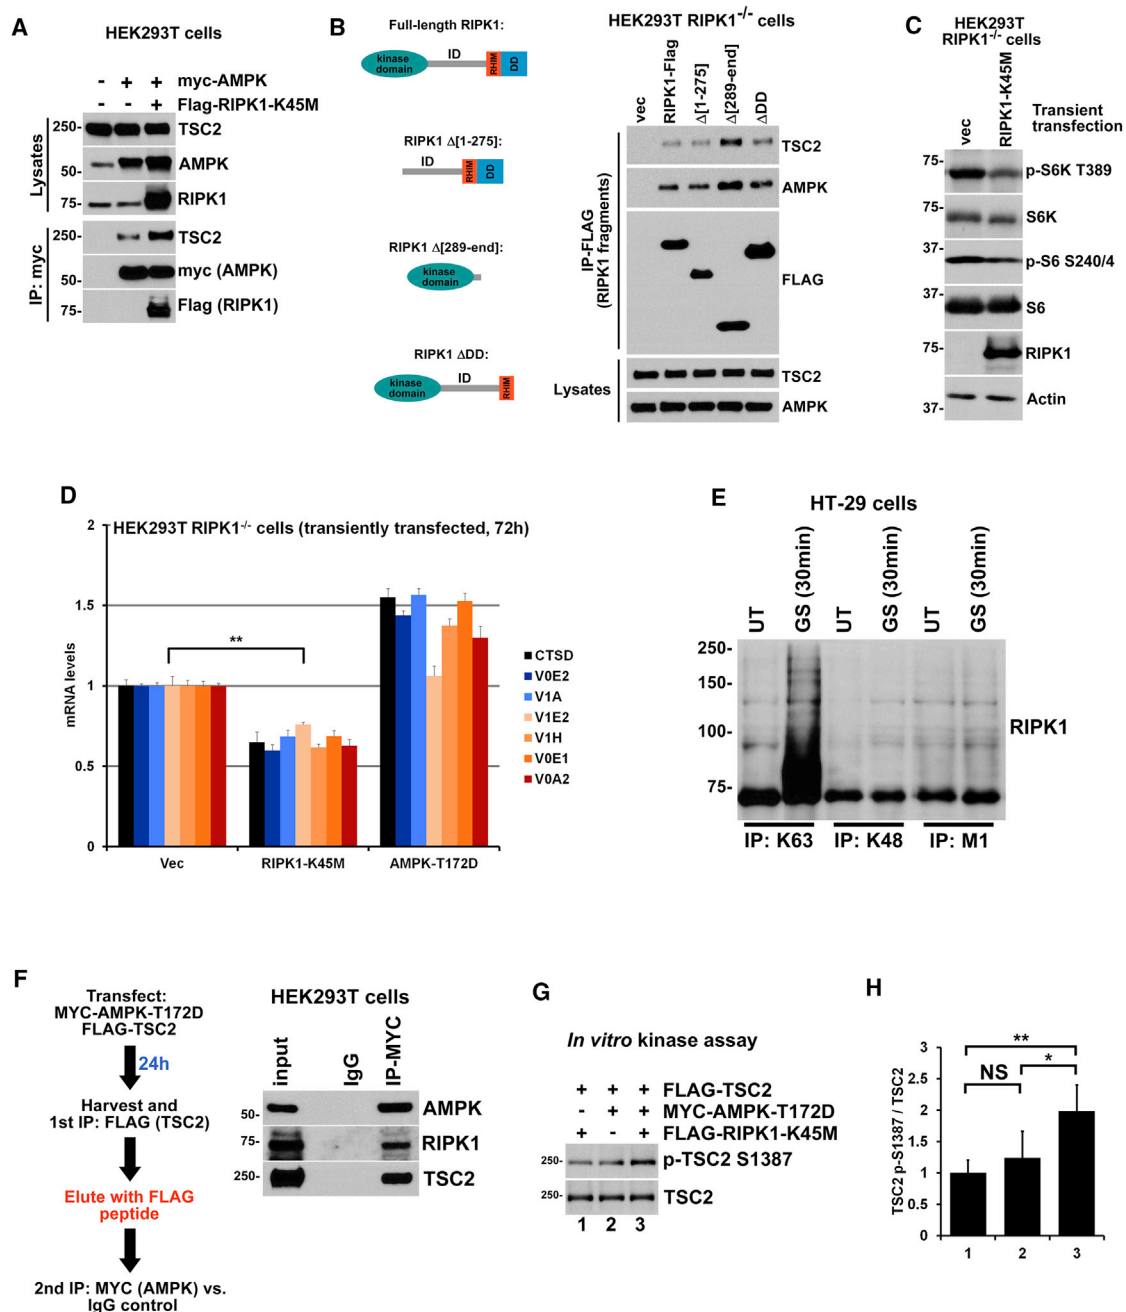 A
HEK293T cells
- + + myc-AMPK
- - + Flag-RIPK1-K45M
Lysates
250- TSC2
50- AMPK
75- RIPK1
IP: myc
250- TSC2
50- myc (AMPK)
75- Flag (RIPK1)
B
Full-length RIPK1:
kinase domain
ID
RHIM
DD
RIPK1 Δ[1-275]:
ID
RHIM
DD
RIPK1 Δ[289-end]:
kinase domain
RIPK1 ΔDD:
kinase domain
ID
RHIM
HEK293T RIPK1-/- cells
vec
RIPK1-Flag
Δ[1-275]
Δ[289-end]
ΔDD
IP-FLAG
(RIPK1 fragments)
TSC2
AMPK
FLAG
Lysates
TSC2
AMPK
C
HEK293T
RIPK1-/- cells
vec
RIPK1-K45M
Transient
transfection
75- p-S6K T389
75- S6K
37- p-S6 S240/4
37- S6
75- RIPK1
37- Actin
D
HEK293T RIPK1-/- cells (transiently transfected, 72h)
mRNA levels
2
1.5
1
0.5
0
**
Vec
RIPK1-K45M
AMPK-T172D
CTSD
V0E2
V1A
V1E2
V1H
V0E1
V0A2
E
HT-29 cells
UT
GS (30min)
UT
GS (30min)
UT
GS (30min)
250-
150-
100-
75-
RIPK1
IP: K63
IP: K48
IP: M1
F
Transfect:
MYC-AMPK-T172D
FLAG-TSC2
24h
Harvest and
1st IP: FLAG (TSC2)
Elute with FLAG
peptide
2nd IP: MYC (AMPK) vs.
IgG control
HEK293T cells
input
IgG
IP-MYC
50- AMPK
75- RIPK1
250- TSC2
G
In vitro kinase assay
+ + + FLAG-TSC2
- + + MYC-AMPK-T172D
+ - + FLAG-RIPK1-K45M
250- p-TSC2 S1387
250- TSC2
1 2 3
H
TSC2 p-S1387 / TSC2
3
2.5
2
1.5
1
0.5
0
**
NS
*
1 2 3